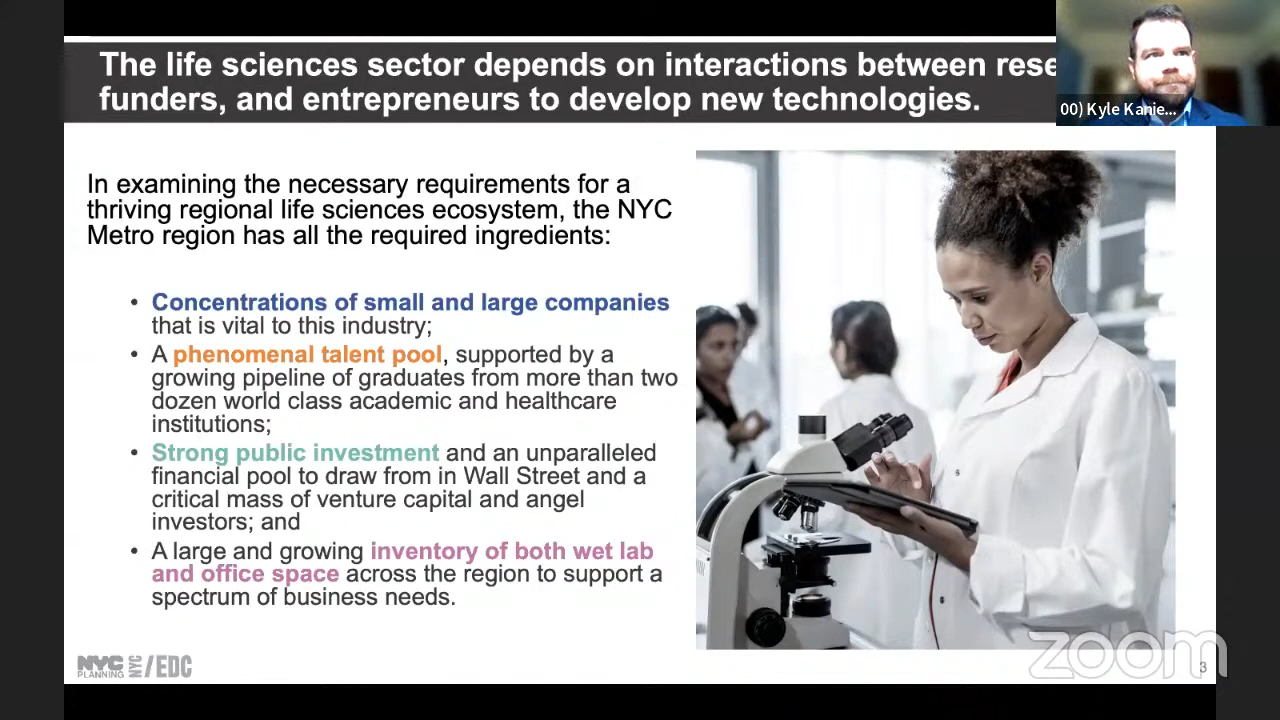 The life sciences sector depends on interactions between rese
funders, and entrepreneurs to develop new technologies.
00) Kyle Kanie...
In examining the necessary requirements for a
thriving regional life sciences ecosystem, the NYC
Metro region has all the required ingredients:
• Concentrations of small and large companies
that is vital to this industry;
• A phenomenal talent pool, supported by a
growing pipeline of graduates from more than two
dozen world class academic and healthcare
institutions;
• Strong public investment and an unparalleled
financial pool to draw from in Wall Street and a
critical mass of venture capital and angel
investors; and
• A large and growing inventory of both wet lab
and office space across the region to support a
spectrum of business needs.
NYC
PLANNING
NYC
NYC
/EDC
zoom
3